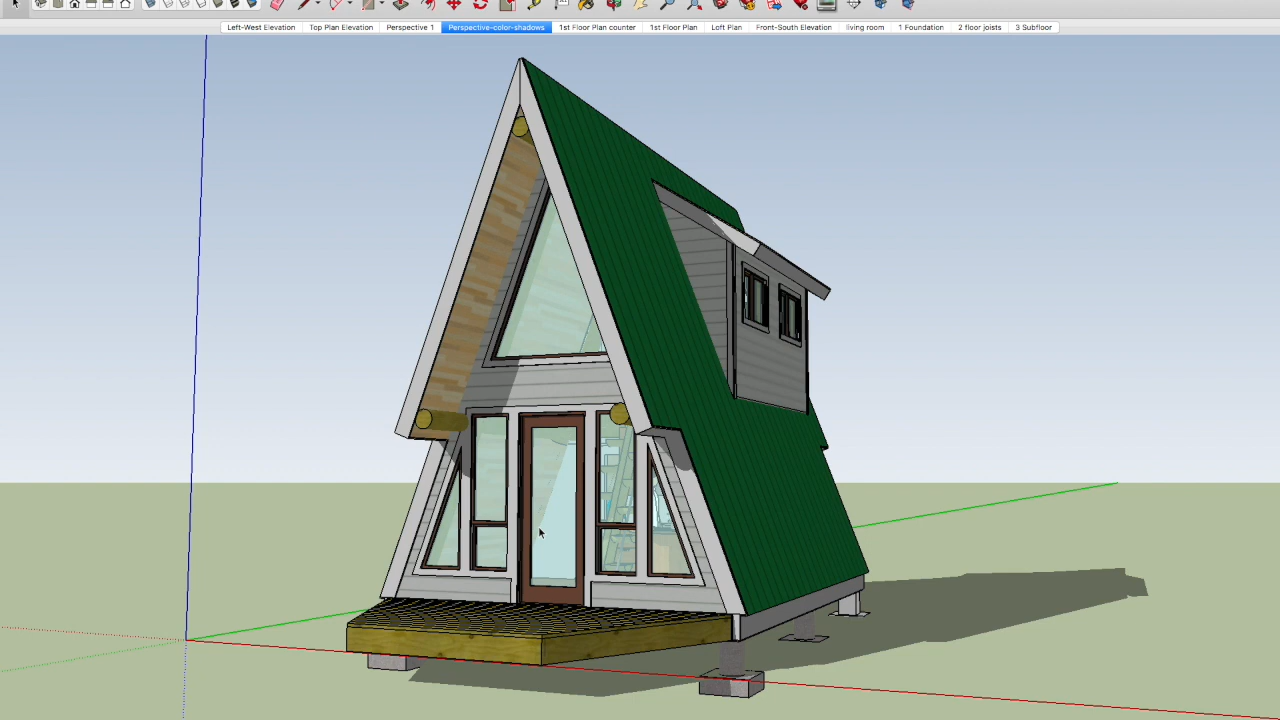 Left-West Elevation Top Plan Elevation Perspective 1 Perspective-color-shadows 1st Floor Plan counter 1st Floor Plan Loft Plan Front-South Elevation living room 1 Foundation 2 floor joists 3 Subfloor